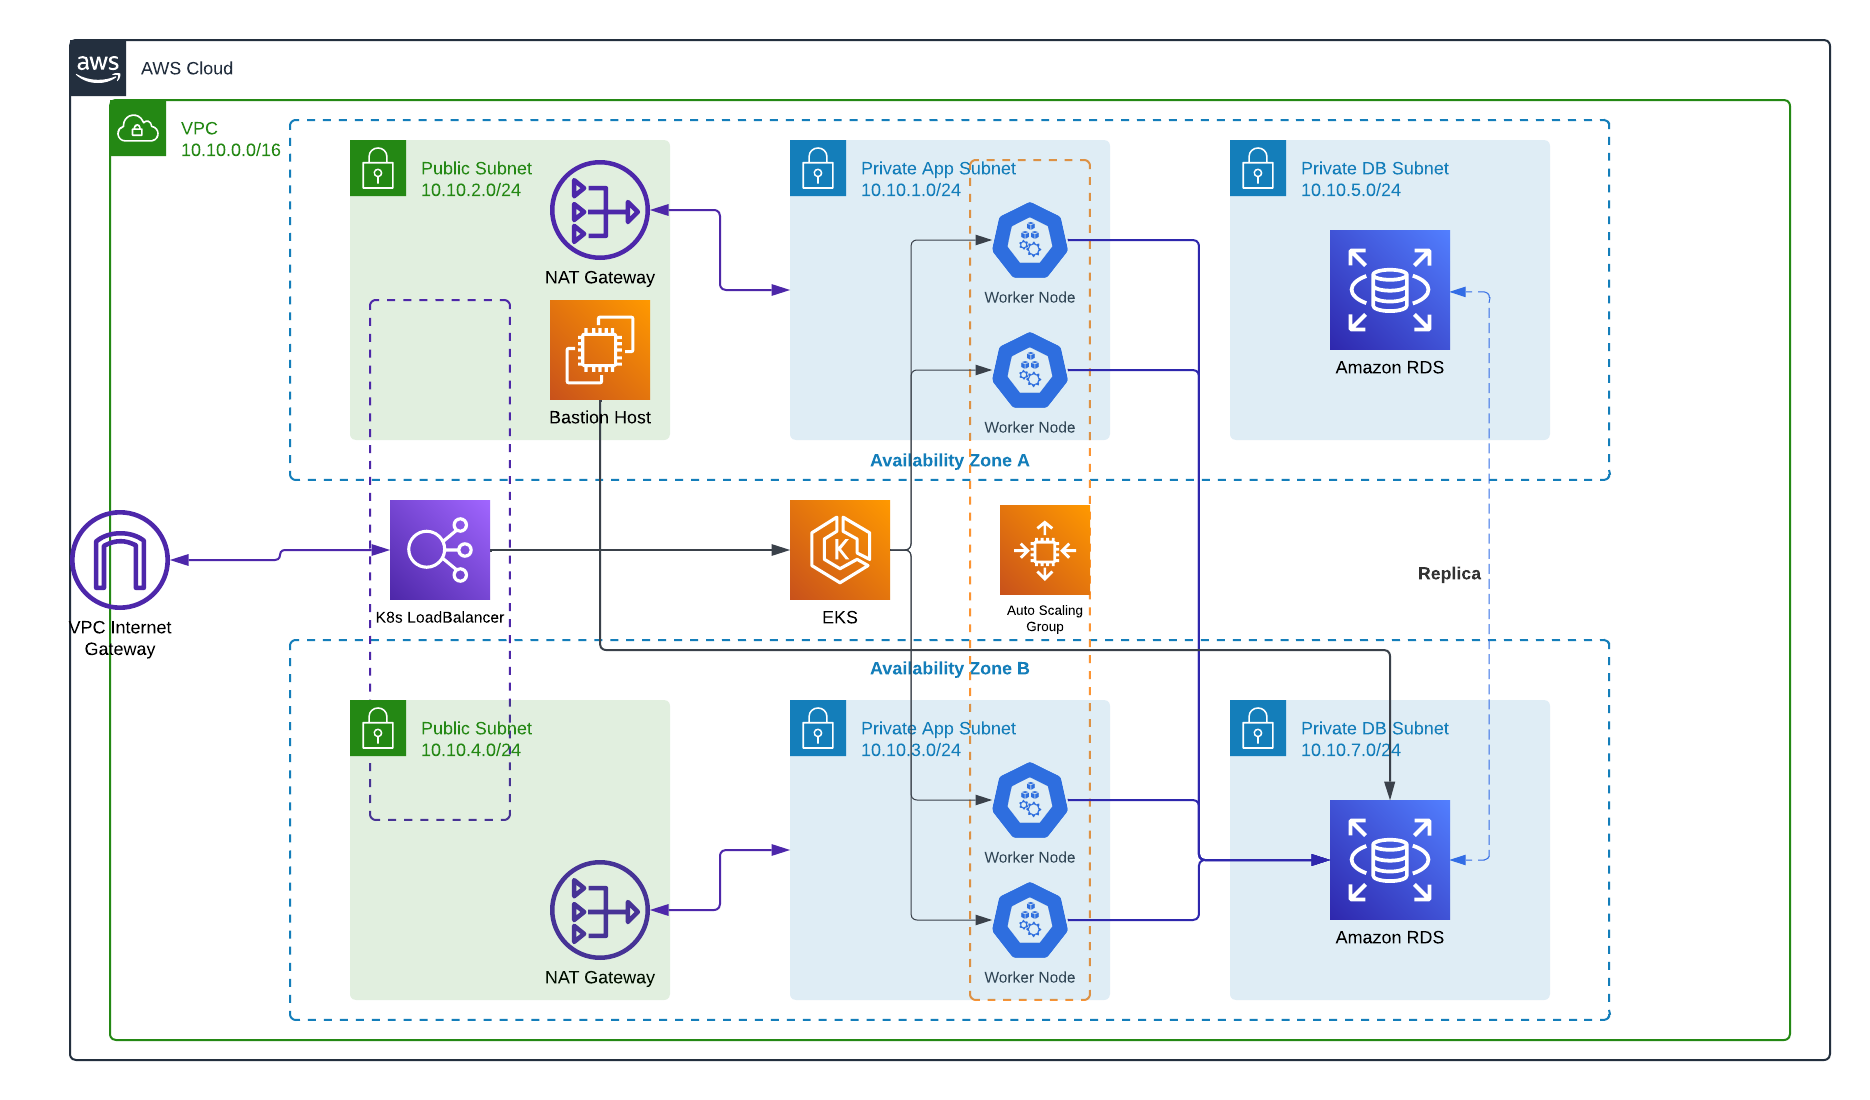 aws
AWS Cloud
VPC
10.10.0.0/16
Public Subnet
10.10.2.0/24
NAT Gateway
Bastion Host
Private App Subnet
10.10.1.0/24
Worker Node
Worker Node
Private DB Subnet
10.10.5.0/24
Amazon RDS
Availability Zone A
VPC Internet
Gateway
K8s LoadBalancer
K
EKS
Auto Scaling
Group
Replica
Availability Zone B
Public Subnet
10.10.4.0/24
NAT Gateway
Private App Subnet
10.10.3.0/24
Worker Node
Worker Node
Private DB Subnet
10.10.7.0/24
Amazon RDS